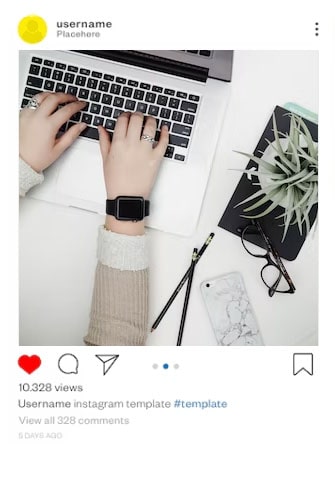 username
Placehere
10.328 views
Username instagram template #template
View all 328 comments
5 DAYS AGO